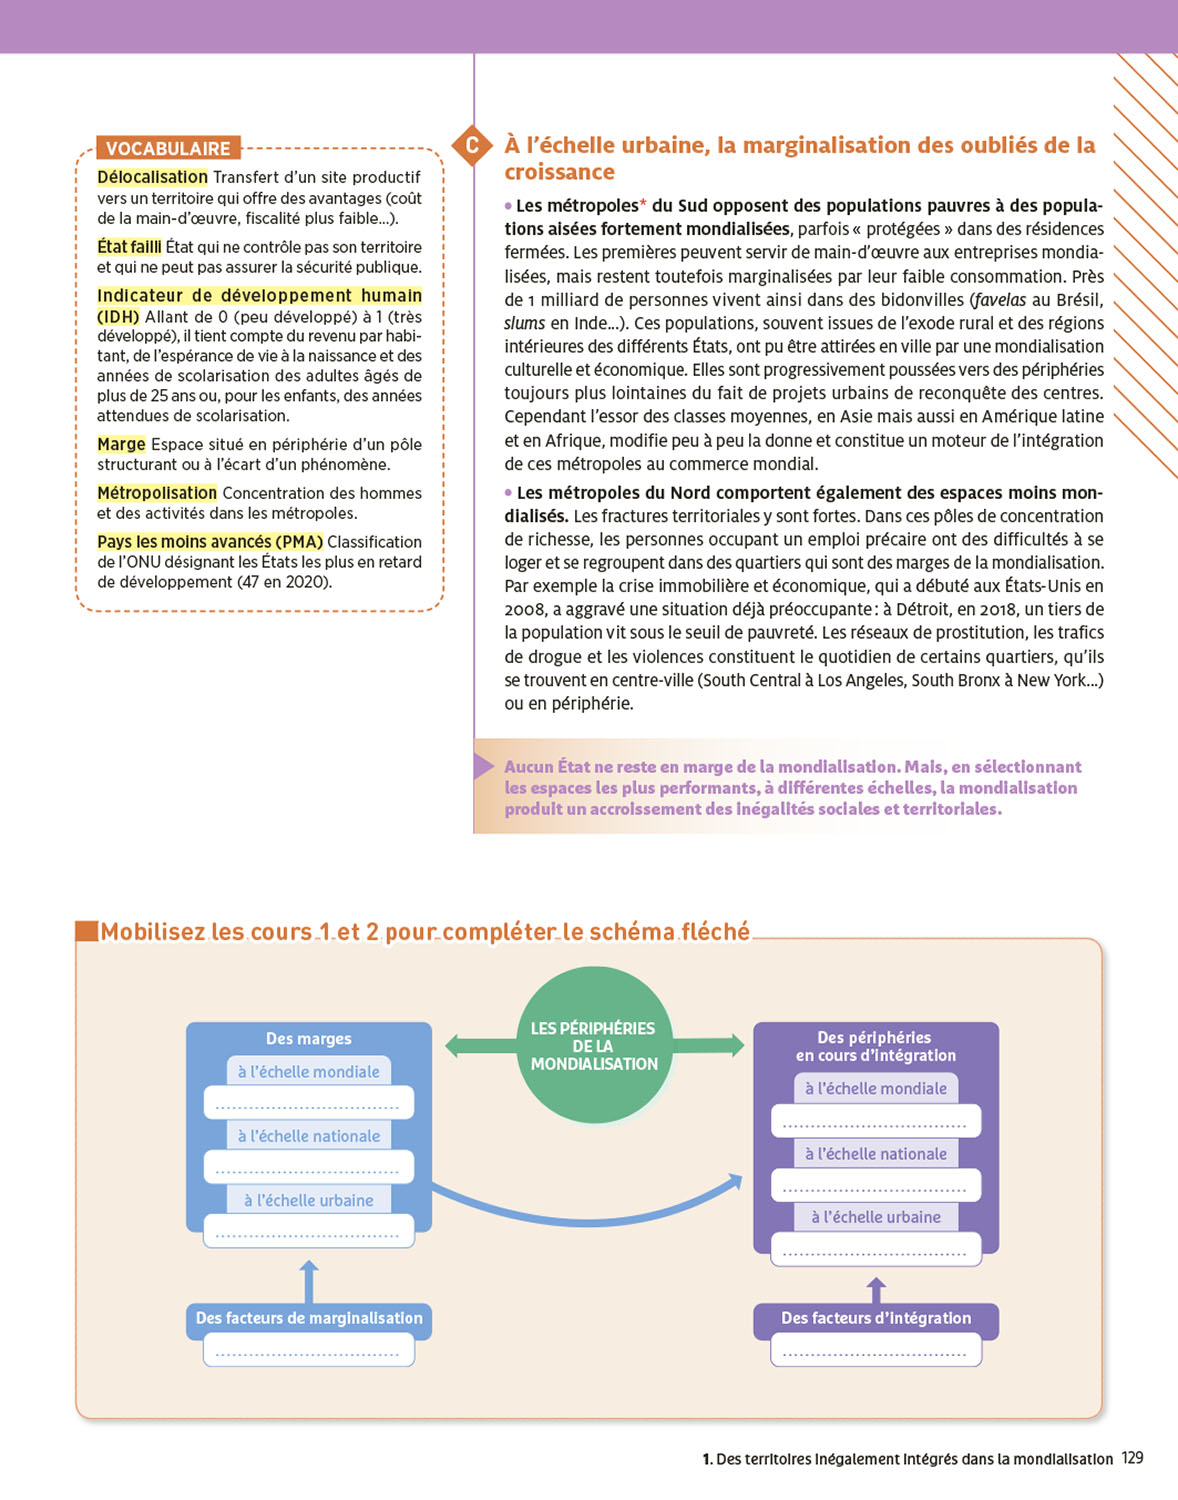 VOCABULAIRE
Délocalisation Transfert d'un site productif
vers un territoire qui offre des avantages (coût
de la main-d'œuvre, fiscalité plus faible...).
État failli État qui ne contrôle pas son territoire
et qui ne peut pas assurer la sécurité publique.
Indicateur de développement humain
(IDH) Allant de 0 (peu développé) à 1 (très
développé), il tient compte du revenu par habi-
tant, de l'espérance de vie à la naissance et des
années de scolarisation des adultes âgés de
plus de 25 ans ou, pour les enfants, des années
attendues de scolarisation.
Marge Espace situé en périphérie d'un pôle
structurant ou à l'écart d'un phénomène.
Métropolisation Concentration des hommes
et des activités dans les métropoles.
Pays les moins avancés (PMA) Classification
de l'ONU désignant les États les plus en retard
de développement (47 en 2020).
C À l'échelle urbaine, la marginalisation des oubliés de la
croissance
• Les métropoles* du Sud opposent des populations pauvres à des popula-
tions aisées fortement mondialisées, parfois « protégées » dans des résidences
fermées. Les premières peuvent servir de main-d'œuvre aux entreprises mondia-
lisées, mais restent toutefois marginalisées par leur faible consommation. Près
de 1 milliard de personnes vivent ainsi dans des bidonvilles (favelas au Brésil,
slums en Inde...). Ces populations, souvent issues de l'exode rural et des régions
intérieures des différents États, ont pu être attirées en ville par une mondialisation
culturelle et économique. Elles sont progressivement poussées vers des périphéries
toujours plus lointaines du fait de projets urbains de reconquête des centres.
Cependant l'essor des classes moyennes, en Asie mais aussi en Amérique latine
et en Afrique, modifie peu à peu la donne et constitue un moteur de l'intégration
de ces métropoles au commerce mondial.
• Les métropoles du Nord comportent également des espaces moins mon-
dialisés. Les fractures territoriales y sont fortes. Dans ces pôles de concentration
de richesse, les personnes occupant un emploi précaire ont des difficultés à se
loger et se regroupent dans des quartiers qui sont des marges de la mondialisation.
Par exemple la crise immobilière et économique, qui a débuté aux États-Unis en
2008, a aggravé une situation déjà préoccupante : à Détroit, en 2018, un tiers de
la population vit sous le seuil de pauvreté. Les réseaux de prostitution, les trafics
de drogue et les violences constituent le quotidien de certains quartiers, qu'ils
se trouvent en centre-ville (South Central à Los Angeles, South Bronx à New York...)
ou en périphérie.
Aucun État ne reste en marge de la mondialisation. Mais, en sélectionnant
les espaces les plus performants, à différentes échelles, la mondialisation
produit un accroissement des inégalités sociales et territoriales.
Mobilisez les cours 1 et 2 pour compléter le schéma fléché
LES PÉRIPHÉRIES
DE LA
MONDIALISATION
Des marges
à l'échelle mondiale
................................
à l'échelle nationale
................................
à l'échelle urbaine
................................
Des facteurs de marginalisation
................................
Des périphéries
en cours d'intégration
à l'échelle mondiale
................................
à l'échelle nationale
................................
à l'échelle urbaine
................................
Des facteurs d'intégration
................................
1. Des territoires inégalement intégrés dans la mondialisation 129